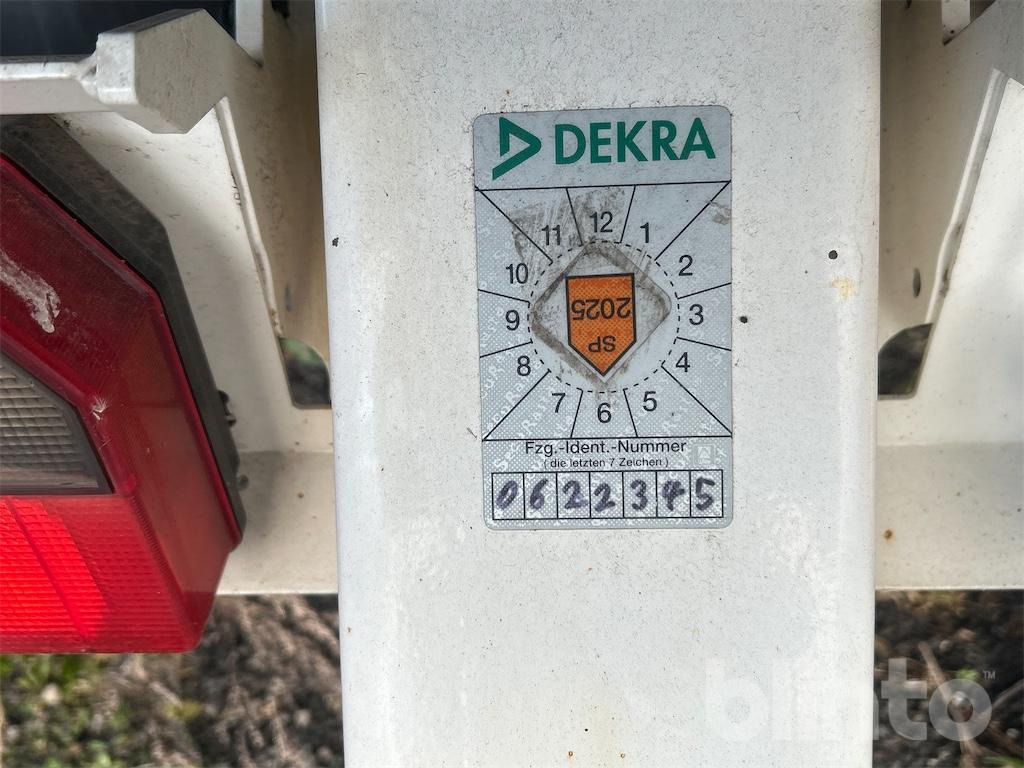 DEKRA
11 12 1
10 2
9 3
8 4
7 6 5
SP
2025
Fzg.-Ident.-Nummer
(die letzten 7 Zeichen)
0622345
blinto™